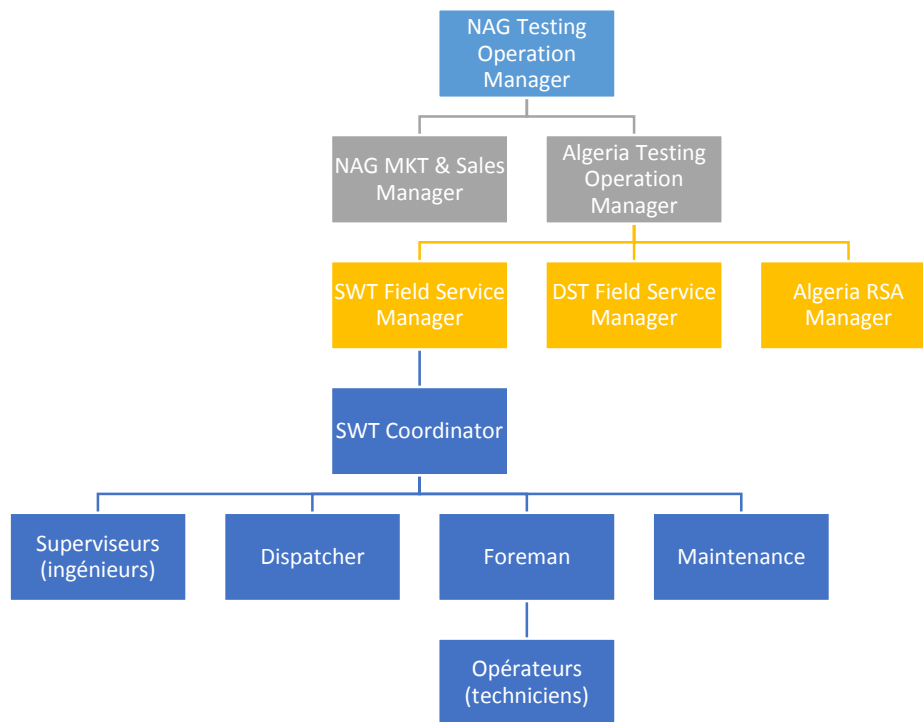 NAG Testing
Operation
Manager
NAG MKT & Sales
Manager
Algeria Testing
Operation
Manager
SWT Field Service
Manager
DST Field Service
Manager
Algeria RSA
Manager
SWT Coordinator
Superviseurs
(ingénieurs)
Dispatcher
Foreman
Maintenance
Opérateurs
(techniciens)